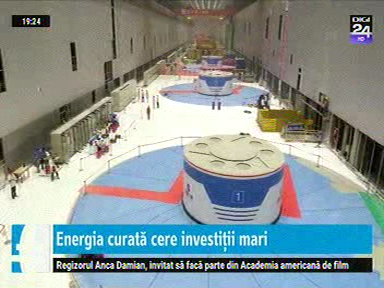 19:24
DIGI
24
HD
1
Energia curată cere investiții mari
Regizorul Anca Damian, invitat să facă parte din Academia americană de film